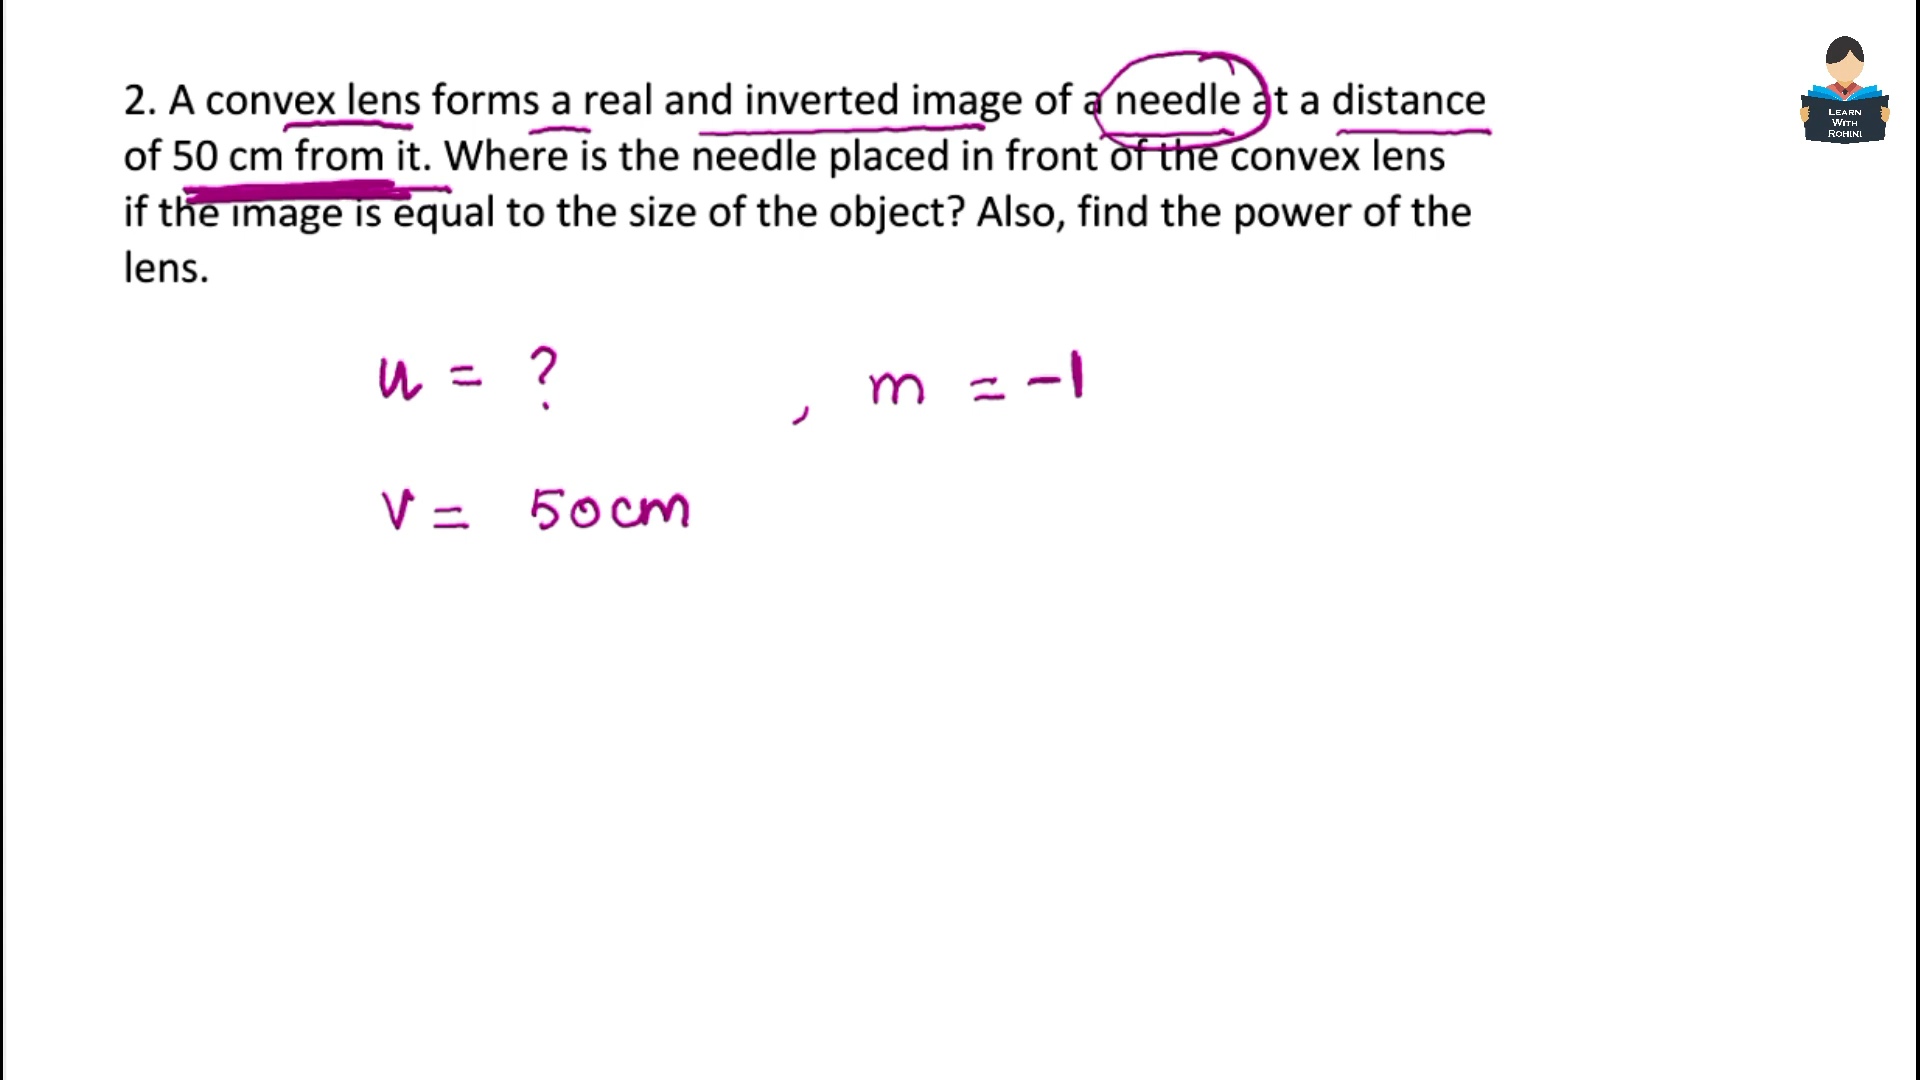 2. A convex lens forms a real and inverted image of a needle at a distance
of 50 cm from it. Where is the needle placed in front of the convex lens
if the image is equal to the size of the object? Also, find the power of the
lens.
LEARN
WITH
ROHINI
u = ? , m = -1
v = 50cm